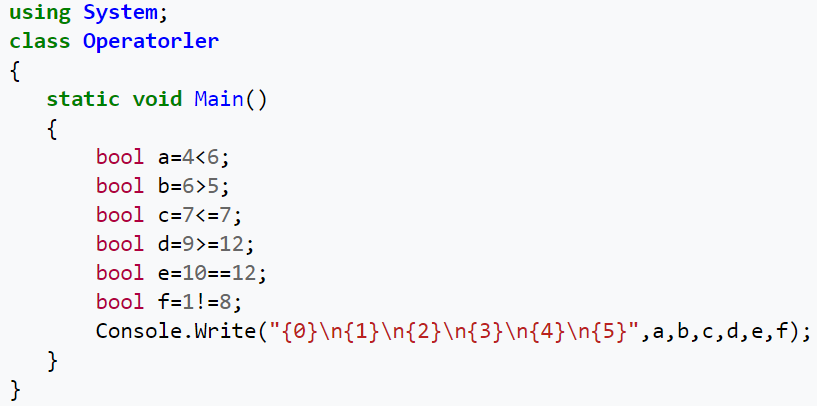 using System;
class Operatorler
{
   static void Main()
   {
       bool a=4<6;
       bool b=6>5;
       bool c=7<=7;
       bool d=9>=12;
       bool e=10==12;
       bool f=1!=8;
       Console.Write("{0}\n{1}\n{2}\n{3}\n{4}\n{5}",a,b,c,d,e,f);
   }
}